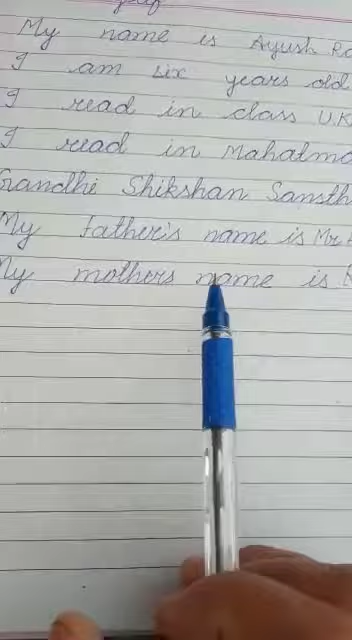 My name is Ayush Ra
I am six years old
I read in class U.K
I read in Mahatma
Gandhi Shikshan Sansth
My father's name is Mr.
My mothers name is